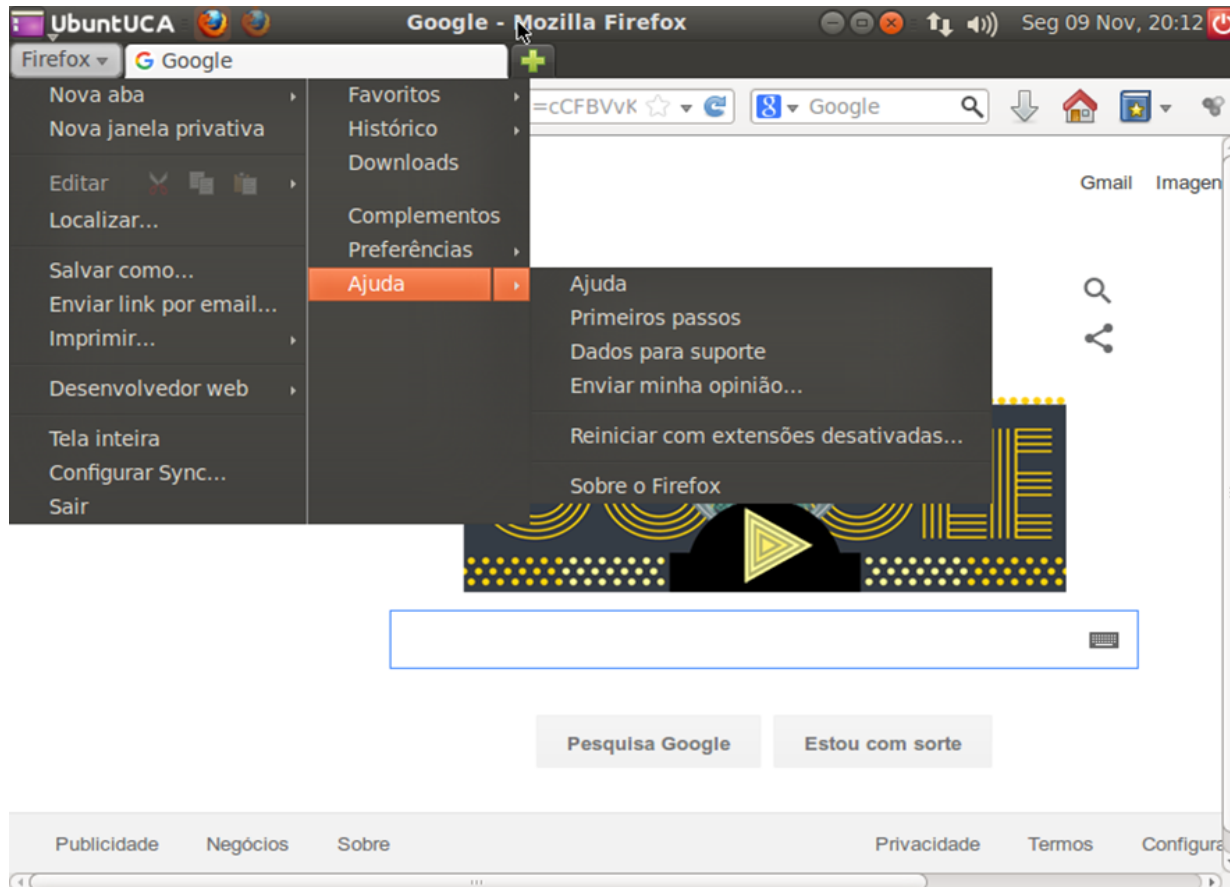 UbuntUCA
Google - Mozilla Firefox
Seg 09 Nov, 20:12
Firefox
Google
Nova aba
Nova janela privativa
Editar
Localizar...
Salvar como...
Enviar link por email...
Imprimir...
Desenvolvedor web
Tela inteira
Configurar Sync...
Sair
Favoritos
Histórico
Downloads
Complementos
Preferências
Ajuda
Ajuda
Primeiros passos
Dados para suporte
Enviar minha opinião...
Reiniciar com extensões desativadas...
Sobre o Firefox
=cCFBVvK
8 Google
Gmail Imagen
Pesquisa Google
Estou com sorte
Publicidade Negócios Sobre
Privacidade Termos Configura